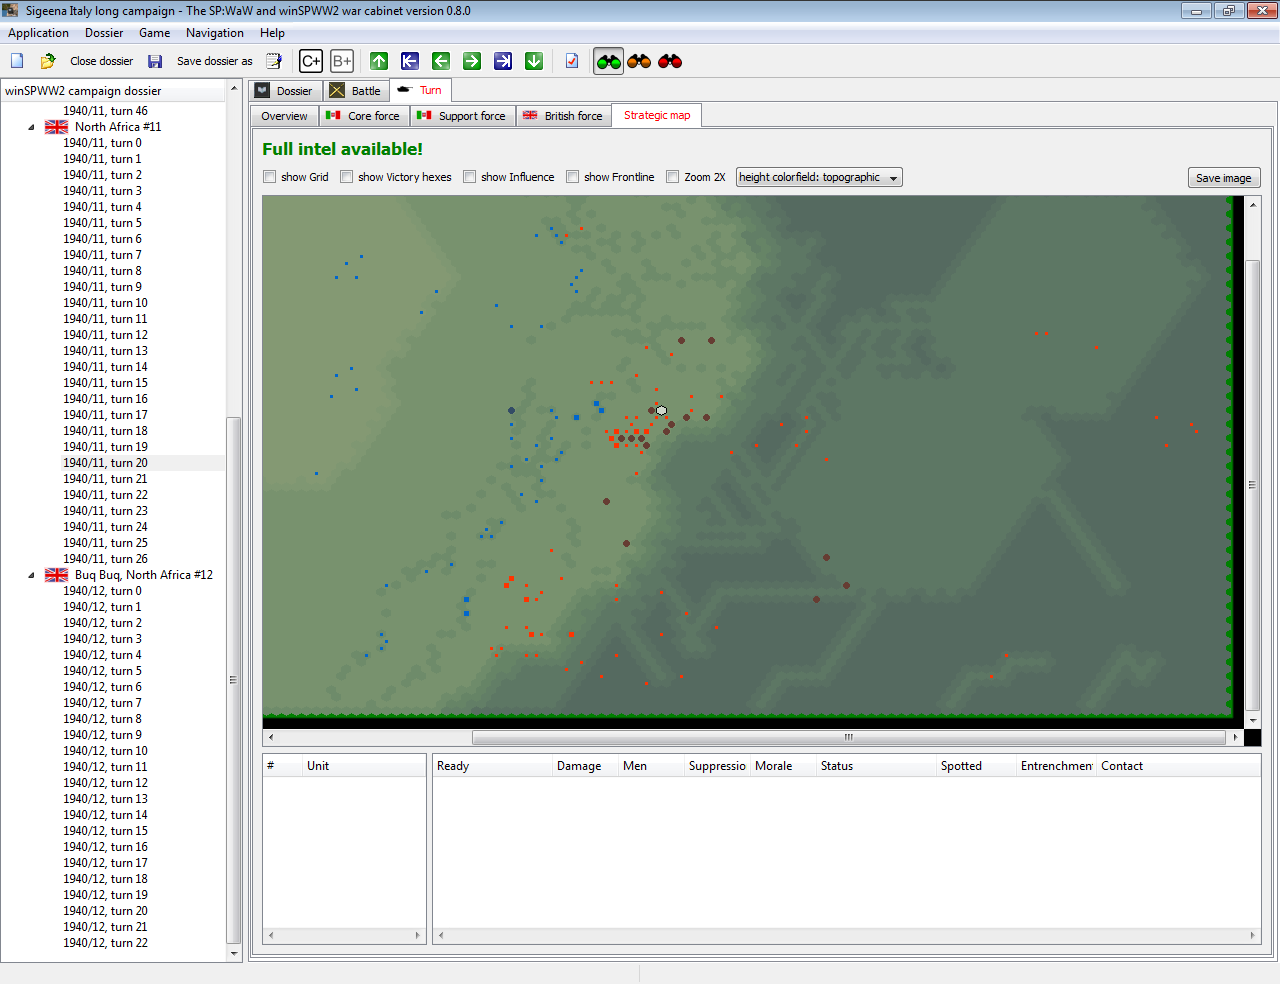 Sigeena Italy long campaign - The SP:WaW and winSPWW2 war cabinet version 0.8.0
Application Dossier Game Navigation Help
Close dossier Save dossier as C+ B+
winSPWW2 campaign dossier
1940/11, turn 46
North Africa #11
1940/11, turn 0
1940/11, turn 1
1940/11, turn 2
1940/11, turn 3
1940/11, turn 4
1940/11, turn 5
1940/11, turn 6
1940/11, turn 7
1940/11, turn 8
1940/11, turn 9
1940/11, turn 10
1940/11, turn 11
1940/11, turn 12
1940/11, turn 13
1940/11, turn 14
1940/11, turn 15
1940/11, turn 16
1940/11, turn 17
1940/11, turn 18
1940/11, turn 19
1940/11, turn 20
1940/11, turn 21
1940/11, turn 22
1940/11, turn 23
1940/11, turn 24
1940/11, turn 25
1940/11, turn 26
Buq Buq, North Africa #12
1940/12, turn 0
1940/12, turn 1
1940/12, turn 2
1940/12, turn 3
1940/12, turn 4
1940/12, turn 5
1940/12, turn 6
1940/12, turn 7
1940/12, turn 8
1940/12, turn 9
1940/12, turn 10
1940/12, turn 11
1940/12, turn 12
1940/12, turn 13
1940/12, turn 14
1940/12, turn 15
1940/12, turn 16
1940/12, turn 17
1940/12, turn 18
1940/12, turn 19
1940/12, turn 20
1940/12, turn 21
1940/12, turn 22
Dossier Battle Turn
Overview Core force Support force British force Strategic map
Full intel available!
show Grid show Victory hexes show Influence show Frontline Zoom 2X height colorfield: topographic Save image
# Unit
Ready Damage Men Suppressio Morale Status Spotted Entrenchmen Contact